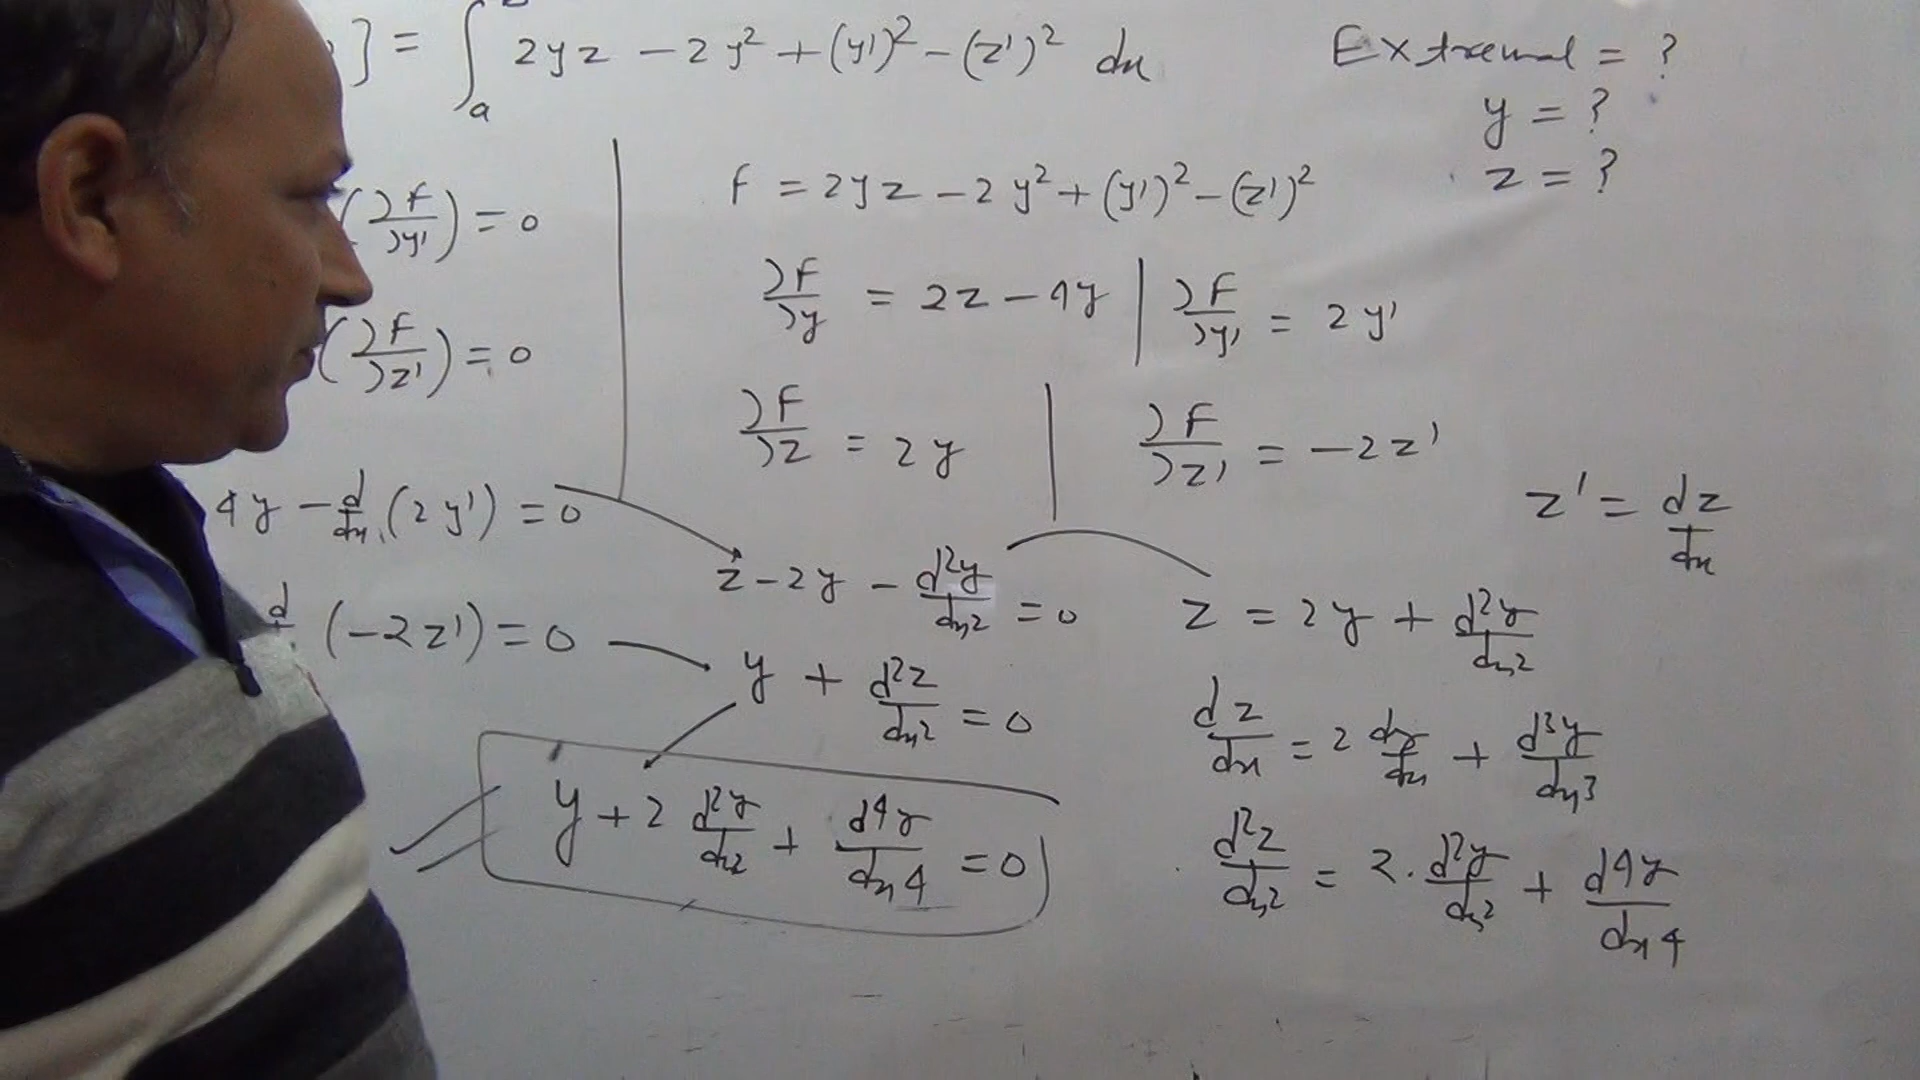 ] = ∫ₐ 2yz − 2y² + (y')² − (z')² dx
Extremal = ?
y = ?
z = ?
(∂F/∂y') = 0
F = 2yz − 2y² + (y')² − (z')²
∂F/∂y = 2z − 4y | ∂F/∂y' = 2y'
(∂F/∂z') = 0
∂F/∂z = 2y | ∂F/∂z' = −2z'
z' = dz/dx
4y − d/dx (2y') = 0
z − 2y − d²y/dx² = 0
z = 2y + d²y/dx²
d (−2z') = 0
y + d²z/dx² = 0
dz/dx = 2 dy/dx + d³y/dx³
y + 2 d²y/dx² + d⁴y/dx⁴ = 0
d²z/dx² = 2. d²y/dx² + d⁴y/dx⁴